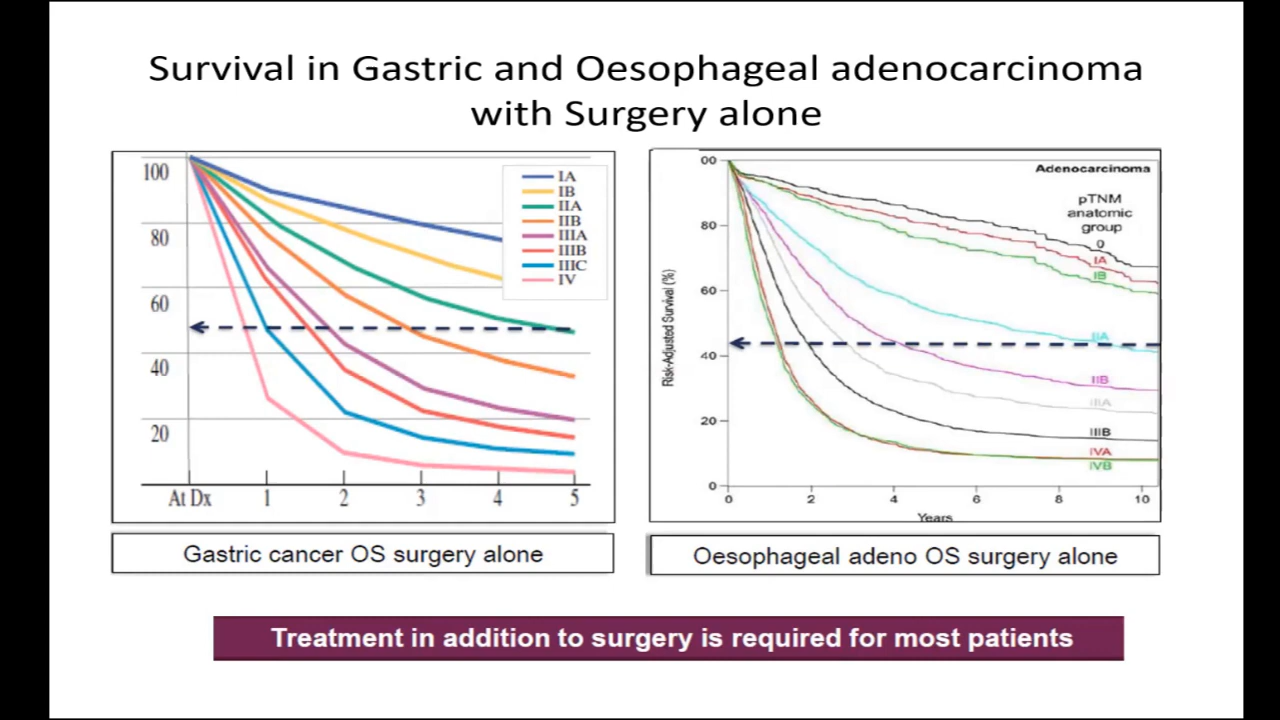 Survival in Gastric and Oesophageal adenocarcinoma
with Surgery alone
100
80
60
40
20
At Dx 1 2 3 4 5
IA
IB
IIA
IIB
IIIA
IIIB
IIIC
IV
Gastric cancer OS surgery alone
Risk-Adjusted Survival (%)
00
80
60
40
20
0
0 2 4 6 8 10
Years
Adenocarcinoma
pTNM
anatomic
group
0
IA
IB
IIA
IIB
IIIA
IIIB
IVA
IVB
Oesophageal adeno OS surgery alone
Treatment in addition to surgery is required for most patients